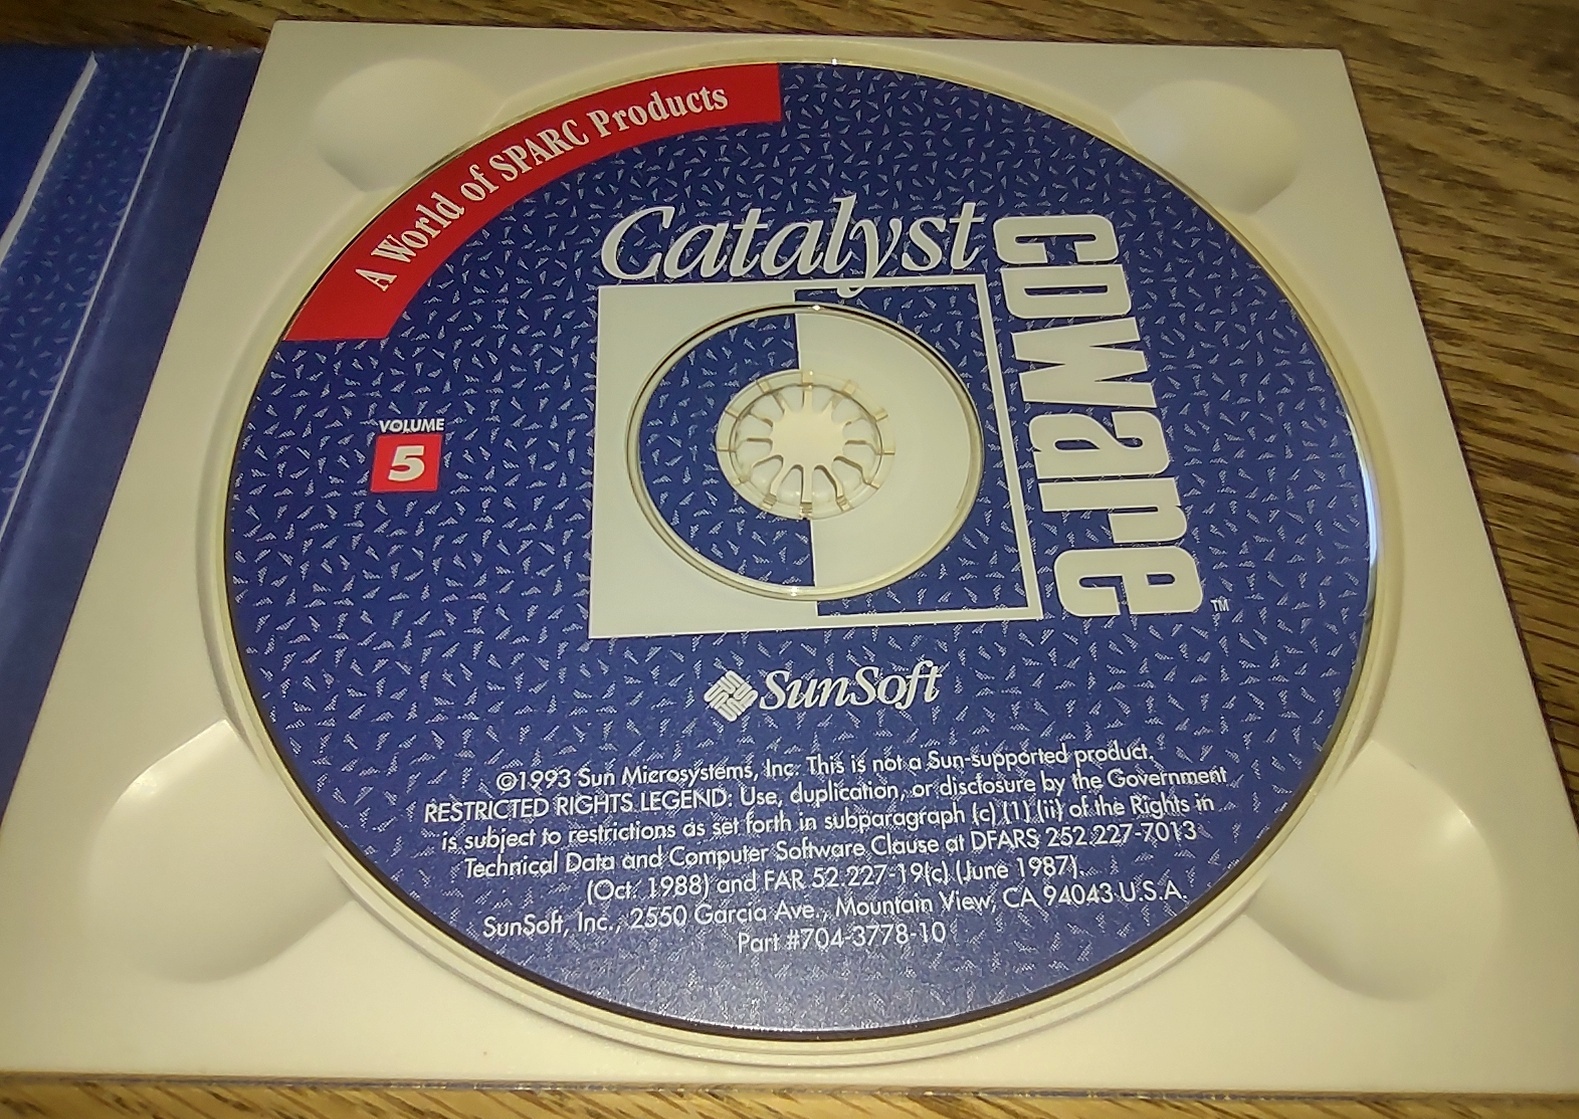 A World of SPARC Products
Catalyst
CDware™
VOLUME
5
SunSoft
©1993 Sun Microsystems, Inc. This is not a Sun-supported product.
RESTRICTED RIGHTS LEGEND: Use, duplication, or disclosure by the Government
is subject to restrictions as set forth in subparagraph (c) (1) (ii) of the Rights in
Technical Data and Computer Software Clause at DFARS 252.227-7013
(Oct. 1988) and FAR 52.227-19(c) (June 1987).
SunSoft, Inc., 2550 Garcia Ave., Mountain View, CA 94043 U.S.A.
Part #704-3778-10